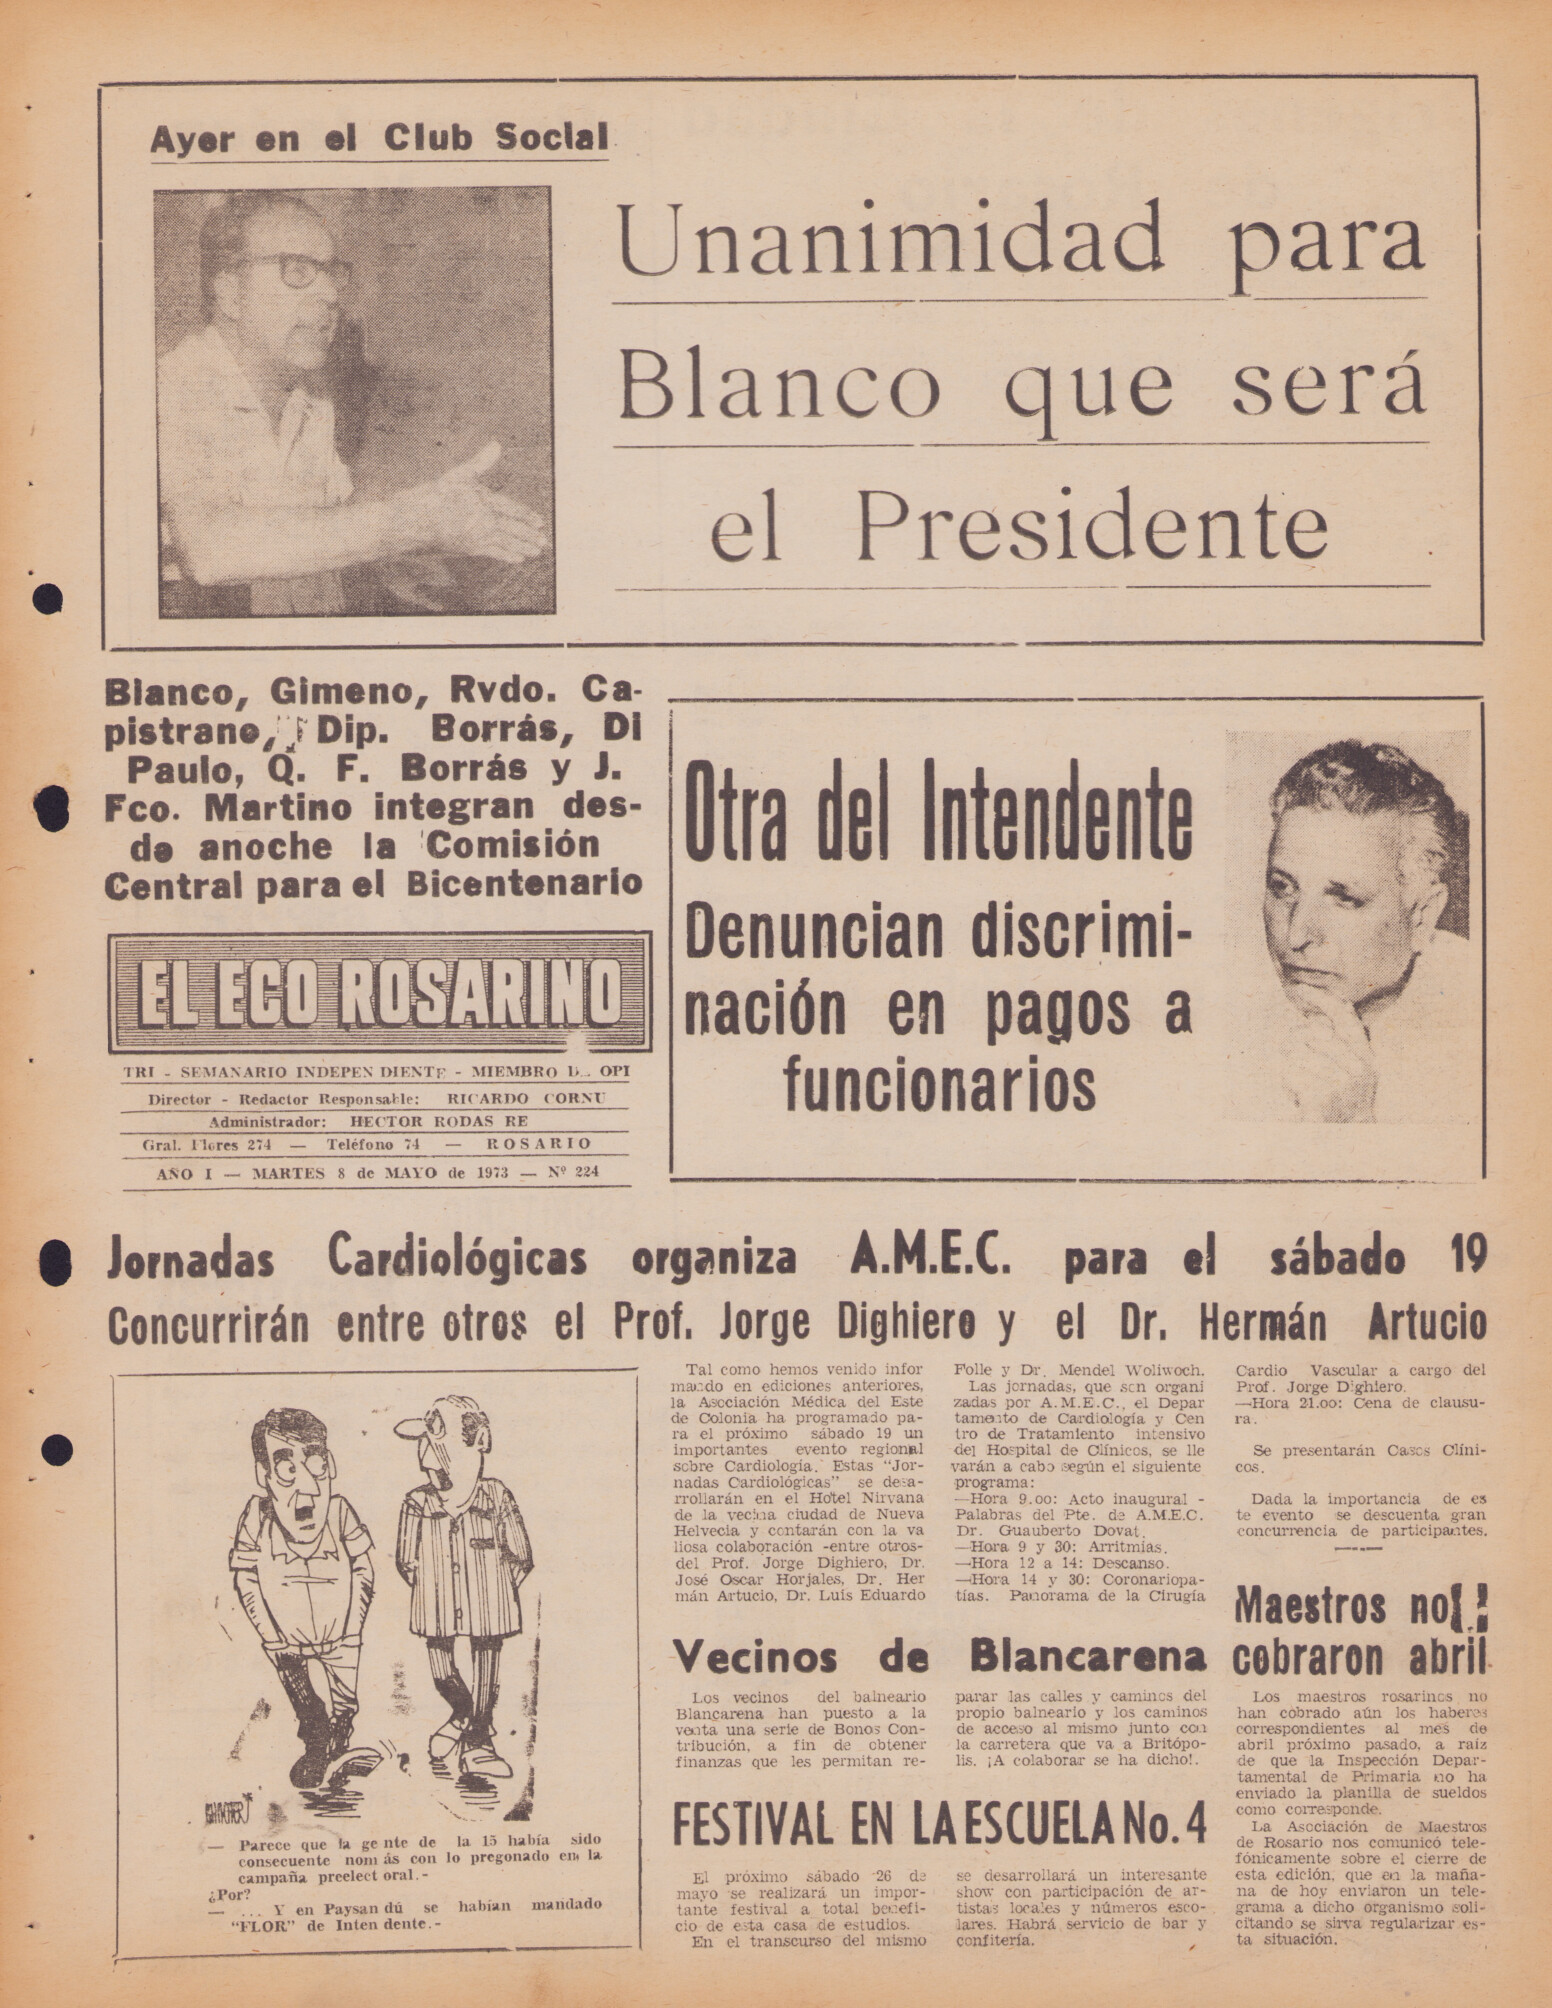 Ayer en el Club Social
Unanimidad para
Blanco que será
el Presidente
Blanco, Gimeno, Rvdo. Ca-
pistrano, Dip. Borrás, Di
Paulo, Q. F. Borrás y J.
Fco. Martino integran des-
de anoche la Comisión
Central para el Bicentenario
EL ECO ROSARINO
TRI - SEMANARIO INDEPENDIENTE - MIEMBRO DE OPI
Director - Redactor Responsable: RICARDO CORNU
Administrador: HECTOR RODAS RE
Gral. Flores 274 — Teléfono 74 — ROSARIO
AÑO I — MARTES 8 de MAYO de 1973 — Nº 224
Otra del Intendente
Denuncian discrimi-
nación en pagos a
funcionarios
Jornadas Cardiológicas organiza A.M.E.C. para el sábado 19
Concurrirán entre otros el Prof. Jorge Dighiero y el Dr. Hermán Artucio
— Parece que la gente de la 15 había sido
consecuente nomás con lo pregonado en la
campaña preelectoral.-
¿Por?
— ... Y en Paysandú se habían mandado
"FLOR" de Intendente.-
Tal como hemos venido infor
mando en ediciones anteriores,
la Asociación Médica del Este
de Colonia ha programado pa-
ra el próximo sábado 19 un
importantes evento regional
sobre Cardiología. Estas "Jor-
nadas Cardiológicas" se desa-
rrollarán en el Hotel Nirvana
de la vecina ciudad de Nueva
Helvecia y contarán con la va
liosa colaboración -entre otros-
del Prof. Jorge Dighiero, Dr.
José Oscar Horjales, Dr. Her
mán Artucio, Dr. Luis Eduardo
Folle y Dr. Mendel Woliwoch.
Las jornadas, que son organi
zadas por A.M.E.C., el Depar
tamento de Cardiología y Cen
tro de Tratamiento intensivo
del Hospital de Clínicos, se lle
varán a cabo según el siguiente
programa:
—Hora 9.oo: Acto inaugural -
Palabras del Pte. de A.M.E.C.
Dr. Guauberto Dovat.
—Hora 9 y 30: Arritmias.
—Hora 12 a 14: Descanso.
—Hora 14 y 30: Coronariopa-
tías. Panorama de la Cirugía
Cardio Vascular a cargo del
Prof. Jorge Dighiero.
—Hora 21.oo: Cena de clausu-
ra.
Se presentarán Casos Clíni-
cos.
Dada la importancia de es
te evento se descuenta gran
concurrencia de participantes.
Vecinos de Blancarena
Los vecinos del balneario
Blancarena han puesto a la
venta una serie de Bonos Con-
tribución, a fin de obtener
finanzas que les permitan re-
parar las calles y caminos del
propio balneario y los caminos
de acceso al mismo junto con
la carretera que va a Britópo-
lis. ¡A colaborar se ha dicho!.
FESTIVAL EN LA ESCUELA No. 4
El próximo sábado 26 de
mayo se realizará un impor-
tante festival a total benefi-
cio de esta casa de estudios.
En el transcurso del mismo
se desarrollará un interesante
show con participación de ar-
tistas locales y números esco-
lares. Habrá servicio de bar y
confitería.
Maestros no
cobraron abril
Los maestros rosarinos no
han cobrado aún los haberes
correspondientes al mes de
abril próximo pasado, a raíz
de que la Inspección Depar-
tamental de Primaria no ha
enviado la planilla de sueldos
como corresponde.
La Asociación de Maestros
de Rosario nos comunicó tele-
fónicamente sobre el cierre de
esta edición, que en la maña-
na de hoy enviaron un tele-
grama a dicho organismo soli-
citando se sirva regularizar es-
ta situación.